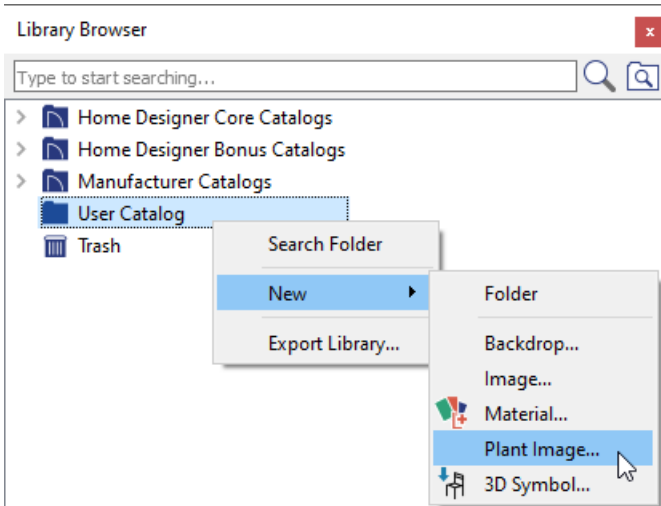 Library Browser
x
Type to start searching...
Home Designer Core Catalogs
Home Designer Bonus Catalogs
Manufacturer Catalogs
User Catalog
Trash
Search Folder
New
Export Library...
Folder
Backdrop...
Image...
Material...
Plant Image...
3D Symbol...